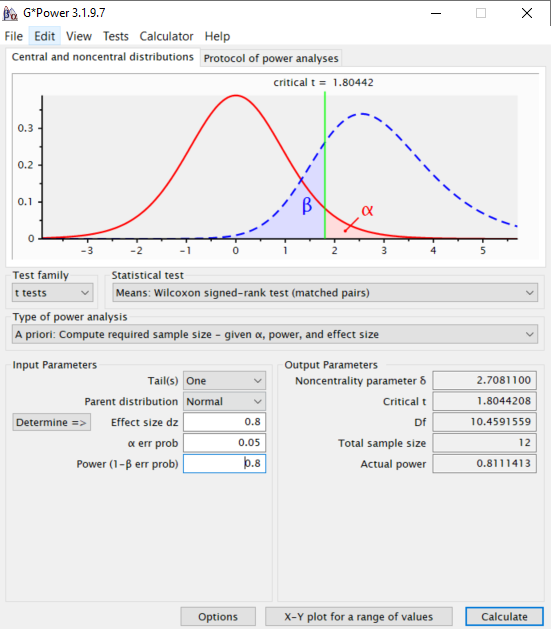 G*Power 3.1.9.7
File Edit View Tests Calculator Help
Central and noncentral distributions Protocol of power analyses
critical t = 1.80442
0.3
0.2
0.1
0
β α
-3 -2 -1 0 1 2 3 4 5
Test family Statistical test
t tests Means: Wilcoxon signed-rank test (matched pairs)
Type of power analysis
A priori: Compute required sample size - given α, power, and effect size
Input Parameters Output Parameters
Tail(s) One Noncentrality parameter δ 2.7081100
Parent distribution Normal Critical t 1.8044208
Determine => Effect size dz 0.8 Df 10.4591559
α err prob 0.05 Total sample size 12
Power (1-β err prob) 0.8 Actual power 0.8111413
Options X-Y plot for a range of values Calculate